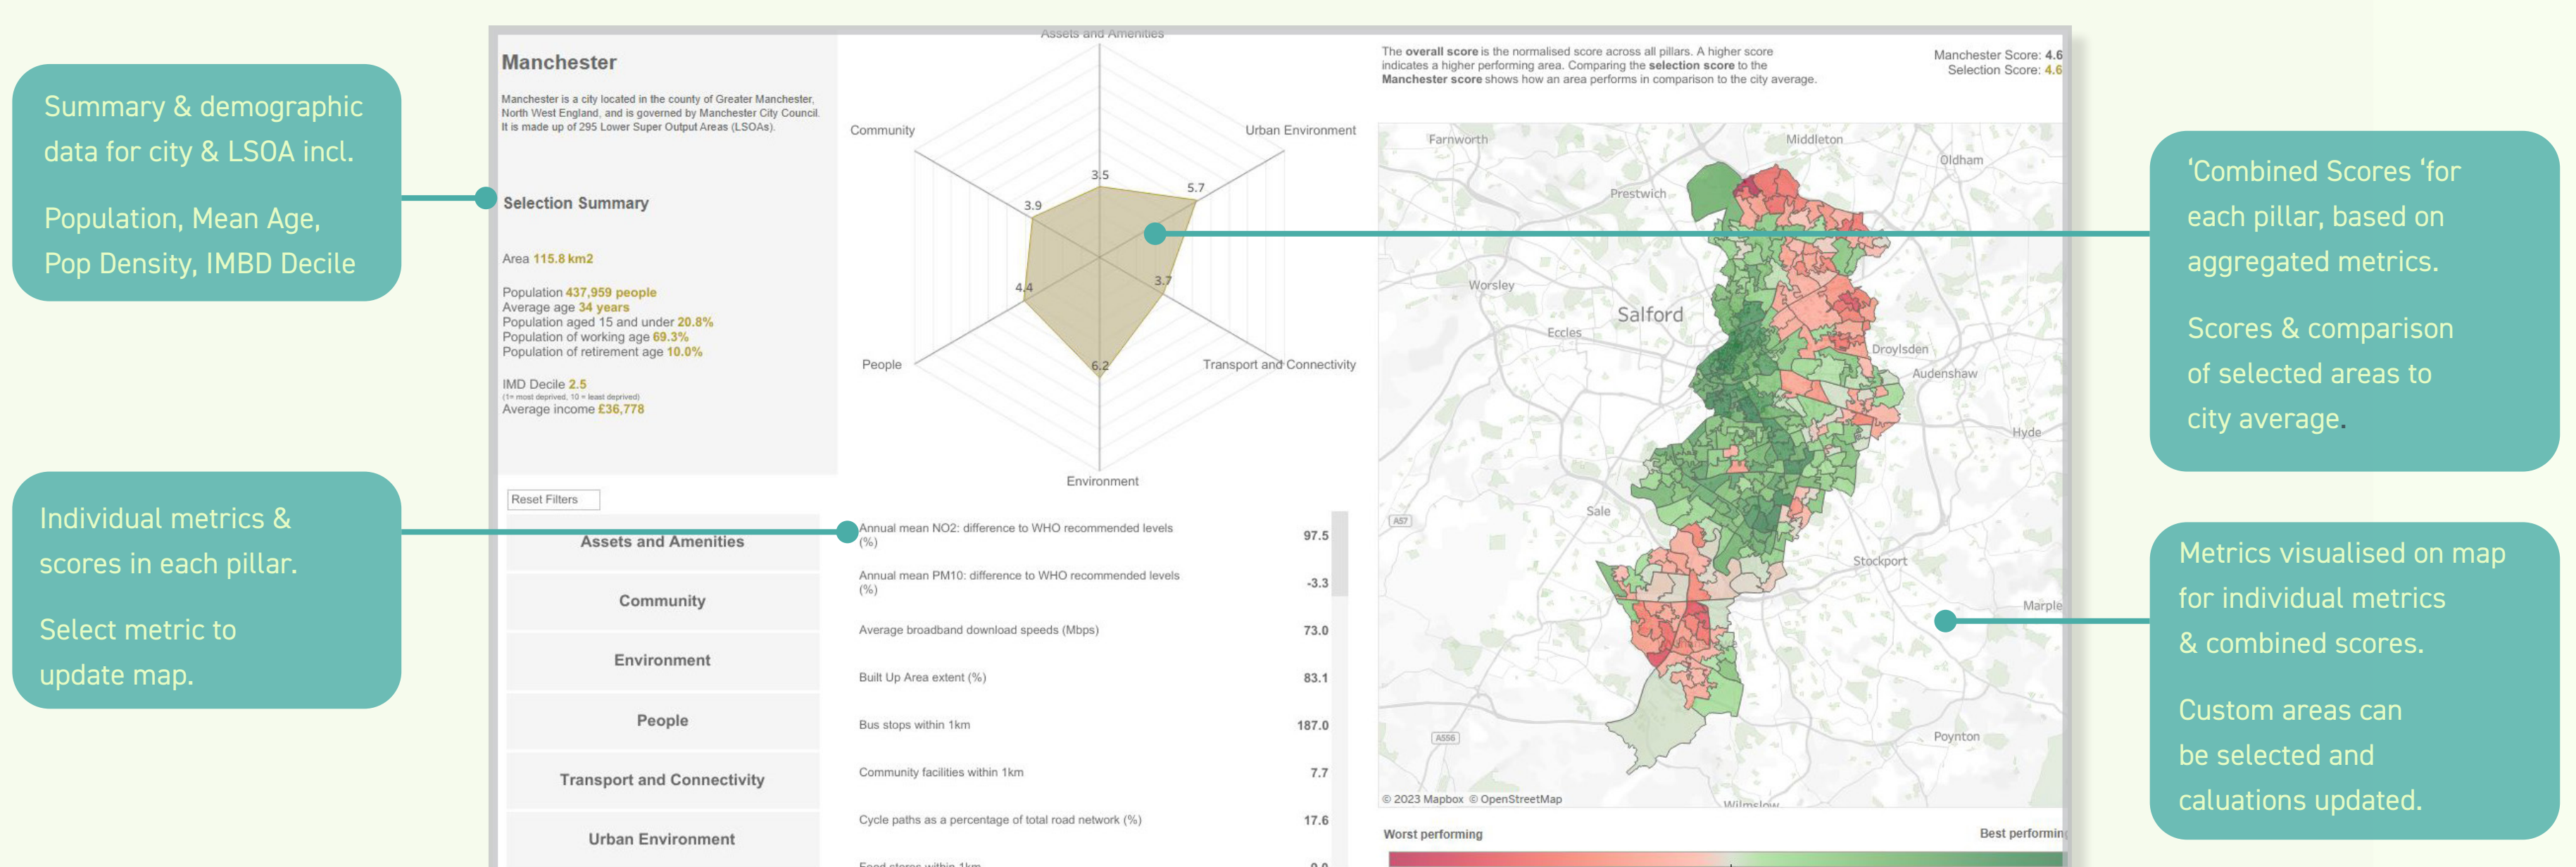 Summary & demographic
data for city & LSOA incl.
Population, Mean Age,
Pop Density, IMBD Decile
Individual metrics &
scores in each pillar.
Select metric to
update map.
Manchester
Manchester is a city located in the county of Greater Manchester,
North West England, and is governed by Manchester City Council.
It is made up of 295 Lower Super Output Areas (LSOAs).
Selection Summary
Area 115.8 km2
Population 437,959 people
Average age 34 years
Population aged 15 and under 20.8%
Population of working age 69.3%
Population of retirement age 10.0%
IMD Decile 2.5
(1= most deprived, 10 = least deprived)
Average income £36,778
Reset Filters
Assets and Amenities
Community
Environment
People
Transport and Connectivity
Urban Environment
Assets and Amenities
Community
Urban Environment
3.5
5.7
3.9
4.4
3.7
6.2
People
Transport and Connectivity
Environment
Annual mean NO2: difference to WHO recommended levels
(%)
97.5
Annual mean PM10: difference to WHO recommended levels
(%)
-3.3
Average broadband download speeds (Mbps)
73.0
Built Up Area extent (%)
83.1
Bus stops within 1km
187.0
Community facilities within 1km
7.7
Cycle paths as a percentage of total road network (%)
17.6
The overall score is the normalised score across all pillars. A higher score
indicates a higher performing area. Comparing the selection score to the
Manchester score shows how an area performs in comparison to the city average.
Manchester Score: 4.6
Selection Score: 4.6
Farnworth
Middleton
Oldham
Prestwich
Worsley
Salford
Eccles
Droylsden
Audenshaw
Hyde
Sale
A57
Stockport
Marple
A556
Poynton
Wilmslow
© 2023 Mapbox © OpenStreetMap
Worst performing
Best performing
‘Combined Scores ‘for
each pillar, based on
aggregated metrics.
Scores & comparison
of selected areas to
city average.
Metrics visualised on map
for individual metrics
& combined scores.
Custom areas can
be selected and
caluations updated.